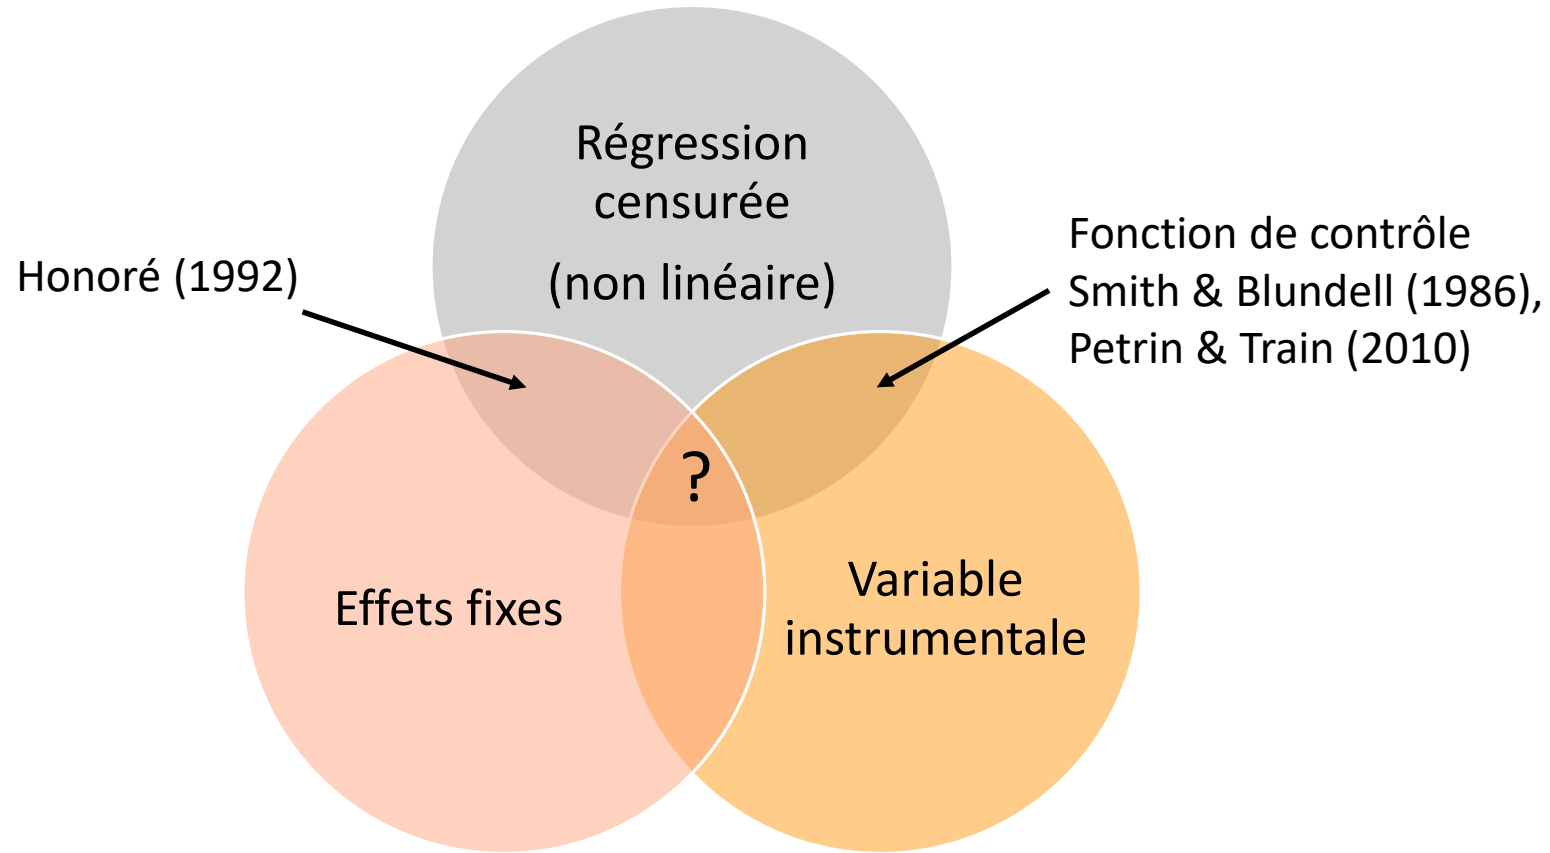 Régression
censurée
(non linéaire)
Honoré (1992)
Fonction de contrôle
Smith & Blundell (1986),
Petrin & Train (2010)
?
Effets fixes
Variable
instrumentale